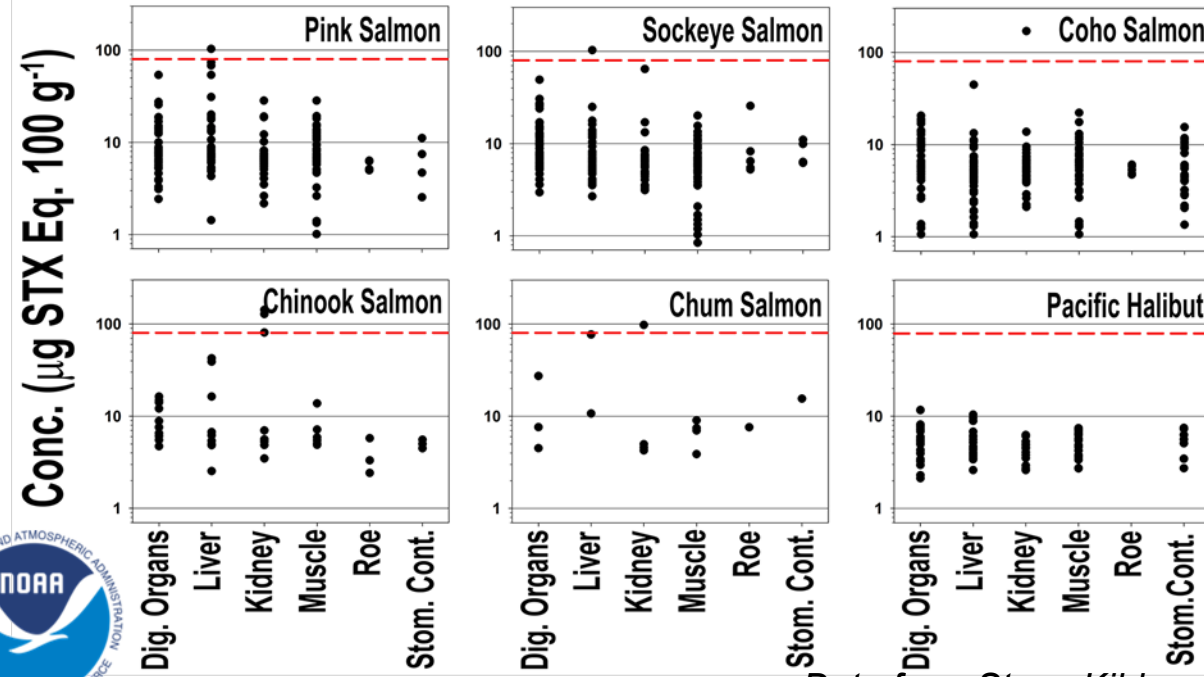 Conc. (µg STX Eq. 100 g⁻¹)
Pink Salmon
100
10
1
Sockeye Salmon
100
10
1
Coho Salmon
100
10
1
Chinook Salmon
100
10
1
Chum Salmon
100
10
1
Pacific Halibut
100
10
1
Dig. Organs
Liver
Kidney
Muscle
Roe
Stom. Cont.
Dig. Organs
Liver
Kidney
Muscle
Roe
Stom. Cont.
Dig. Organs
Liver
Kidney
Muscle
Roe
Stom.Cont.
ND ATMOSPHERIC ADMINISTRATION
NOAA